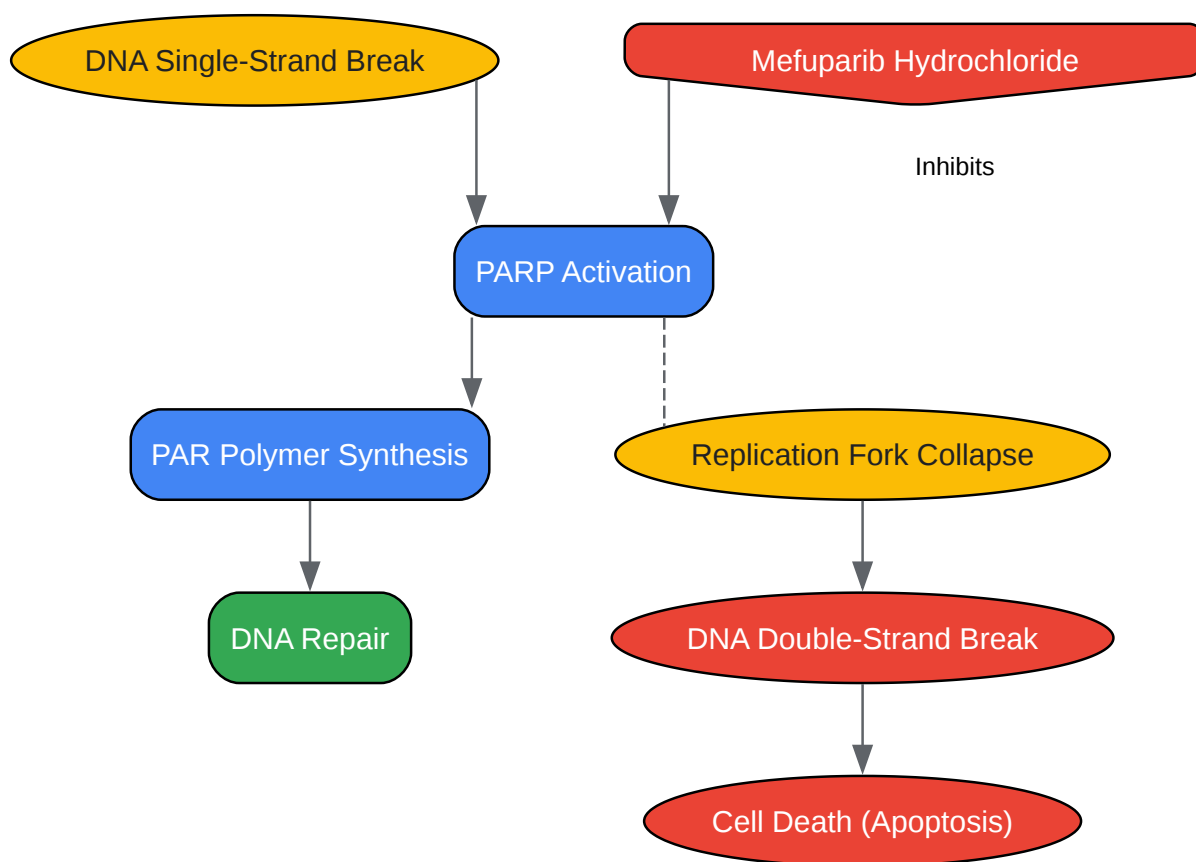 DNA Single-Strand Break
Mefuparib Hydrochloride
Inhibits
PARP Activation
PAR Polymer Synthesis
Replication Fork Collapse
DNA Repair
DNA Double-Strand Break
Cell Death (Apoptosis)